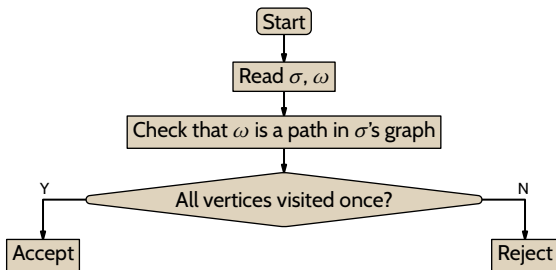 Start
Read σ, ω
Check that ω is a path in σ's graph
All vertices visited once?
Y
N
Accept
Reject